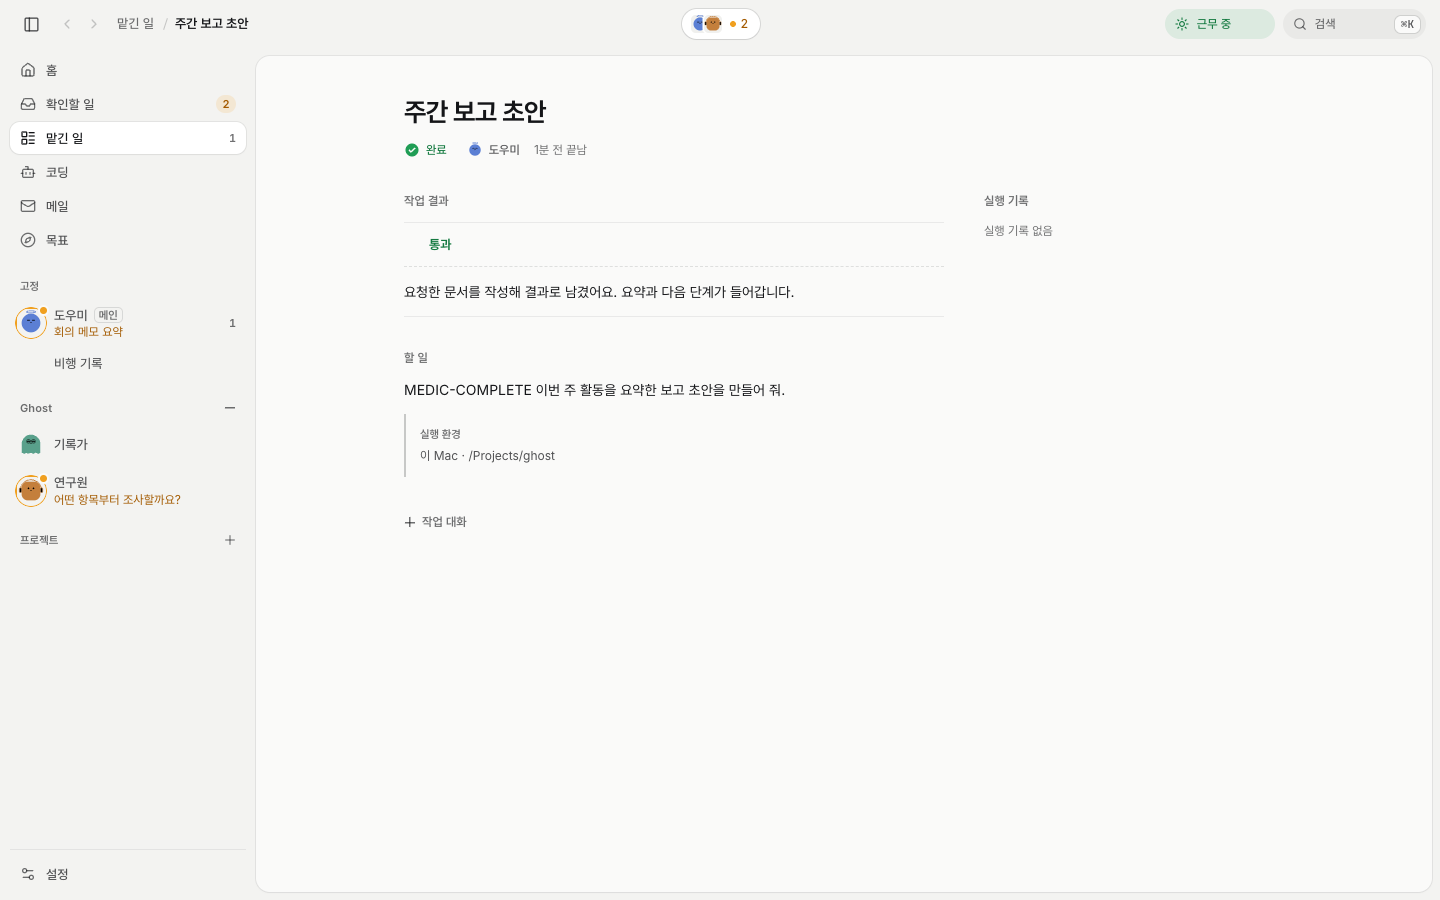 맡긴 일 / 주간 보고 초안
2
근무 중
검색
⌘K
홈
확인할 일
2
맡긴 일
1
코딩
메일
목표
고정
도우미 메인
회의 메모 요약
1
비행 기록
Ghost
기록가
연구원
어떤 항목부터 조사할까요?
프로젝트
설정
주간 보고 초안
완료 도우미 1분 전 끝남
작업 결과
통과
요청한 문서를 작성해 결과로 남겼어요. 요약과 다음 단계가 들어갑니다.
할 일
MEDIC-COMPLETE 이번 주 활동을 요약한 보고 초안을 만들어 줘.
실행 환경
이 Mac · /Projects/ghost
작업 대화
실행 기록
실행 기록 없음